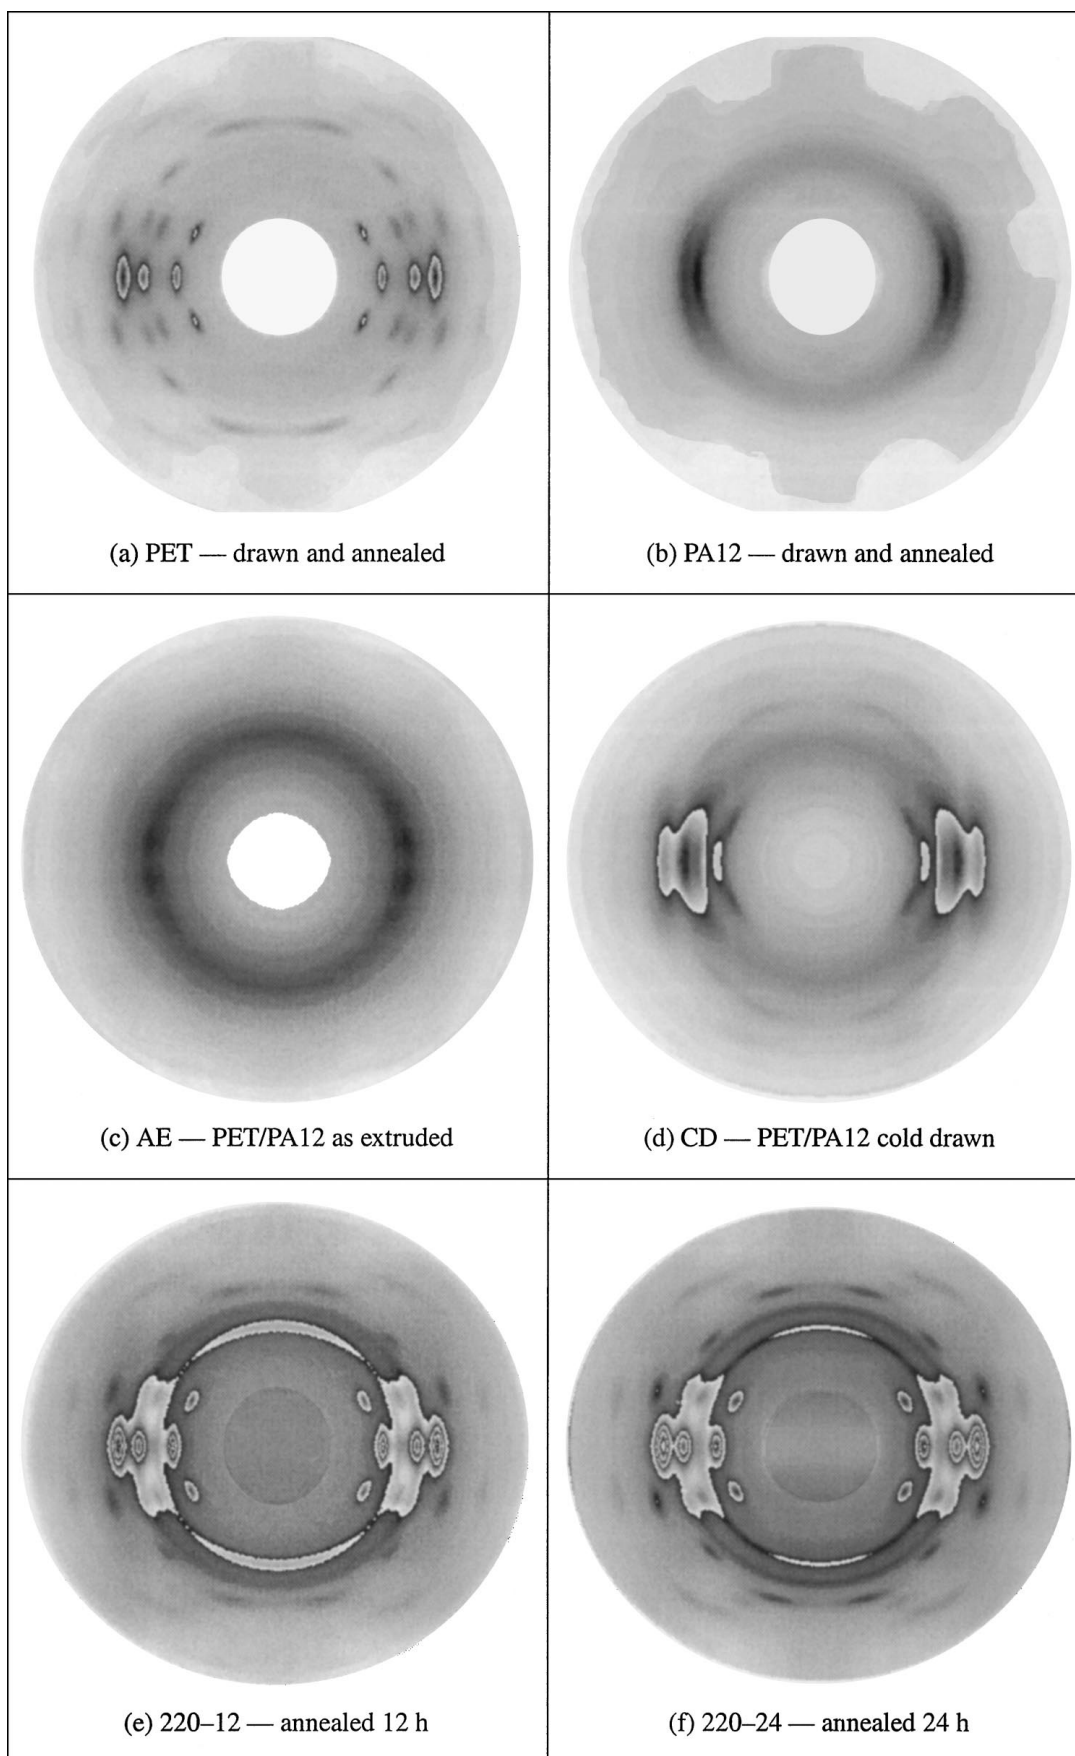 (a) PET — drawn and annealed
(b) PA12 — drawn and annealed
(c) AE — PET/PA12 as extruded
(d) CD — PET/PA12 cold drawn
(e) 220–12 — annealed 12 h
(f) 220–24 — annealed 24 h